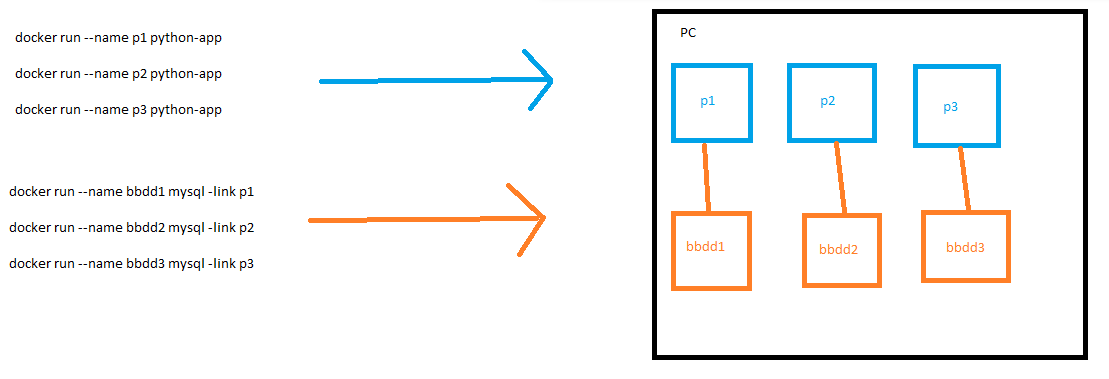 docker run --name p1 python-app
docker run --name p2 python-app
docker run --name p3 python-app
docker run --name bbdd1 mysql -link p1
docker run --name bbdd2 mysql -link p2
docker run --name bbdd3 mysql -link p3
PC
p1
p2
p3
bbdd1
bbdd2
bbdd3